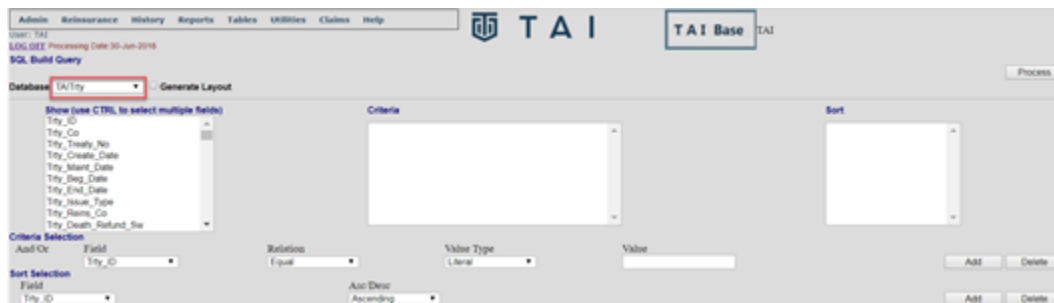 Admin Reinsurance History Reports Tables Utilities Claims Help
TAI
TAI Base TAI
User: TAI
LOG OFF Processing Date:30-Jun-2018
SQL Build Query
Process
Database TAITrty Generate Layout
Show (use CTRL to select multiple fields) Criteria Sort
Trty_ID
Trty_Co
Trty_Treaty_No
Trty_Create_Date
Trty_Maint_Date
Trty_Beg_Date
Trty_End_Date
Trty_Issue_Type
Trty_Reins_Co
Trty_Death_Refund_Sw
Criteria Selection
And/Or Field Relation Value Type Value
Trty_ID Equal Literal Add Delete
Sort Selection
Field Asc/Desc
Trty_ID Ascending Add Delete